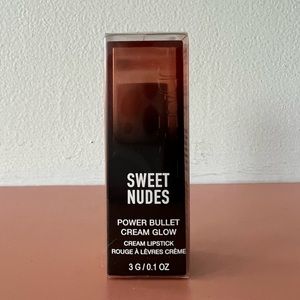 SWEET
NUDES
POWER BULLET
CREAM GLOW
CREAM LIPSTICK
ROUGE À LÈVRES CRÈME
3 G/0.1 OZ